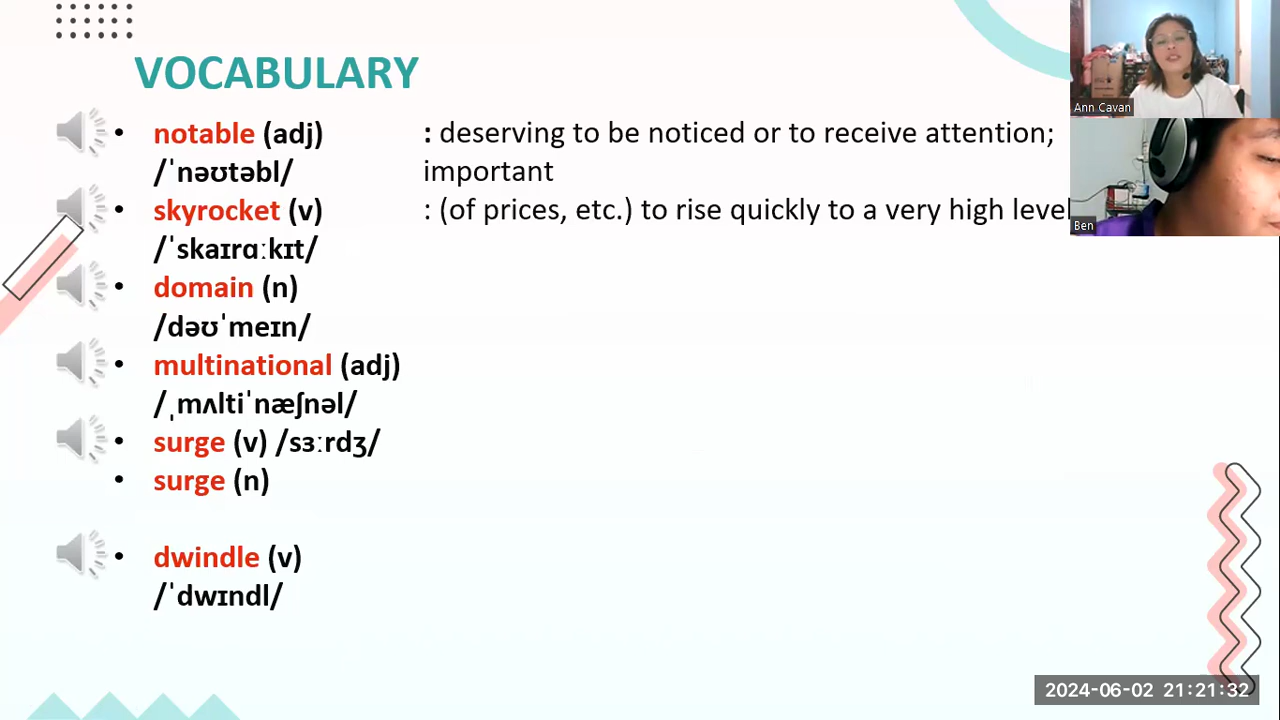 VOCABULARY
• notable (adj) : deserving to be noticed or to receive attention;
/ˈnəʊtəbl/ important
• skyrocket (v) : (of prices, etc.) to rise quickly to a very high level
/ˈskaɪrɑːkɪt/
• domain (n)
/dəʊˈmeɪn/
• multinational (adj)
/ˌmʌltiˈnæʃnəl/
• surge (v) /sɜːrdʒ/
• surge (n)
• dwindle (v)
/ˈdwɪndl/
Ann Cavan
Ben
2024-06-02 21:21:32